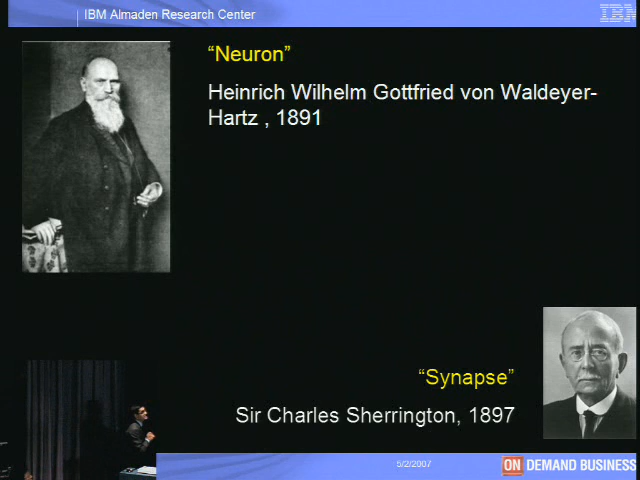 IBM Almaden Research Center
IBM
“Neuron”
Heinrich Wilhelm Gottfried von Waldeyer-
Hartz , 1891
“Synapse”
Sir Charles Sherrington, 1897
5/2/2007
ON DEMAND BUSINESS